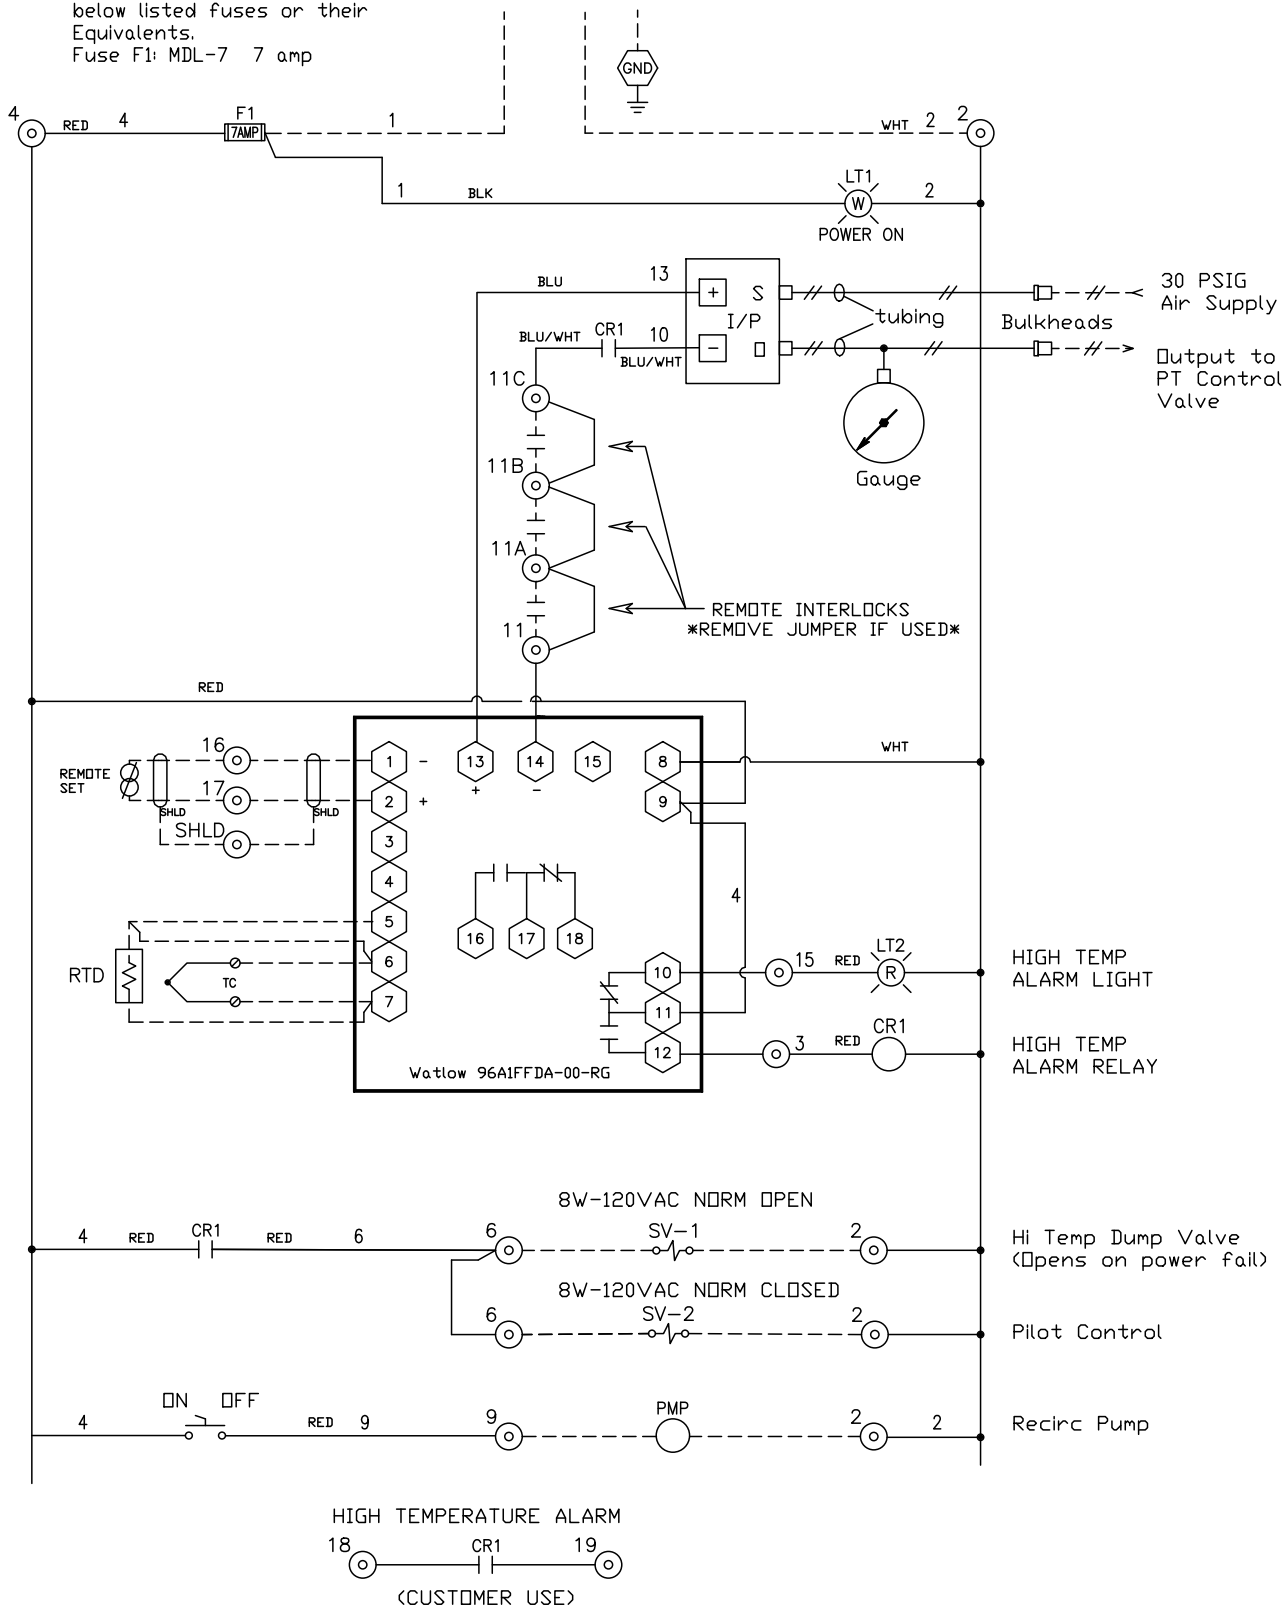 below listed fuses or their
Equivalents.
Fuse F1: MDL-7 7 amp
GND
4
RED 4
F1
7AMP
1
WHT 2 2
1 BLK
LT1
W
2
POWER ON
BLU 13
+ S
I/P
30 PSIG
Air Supply
tubing
Bulkheads
BLU/WHT CR1 10
BLU/WHT
- O
Output to
PT Control
Valve
11C
Gauge
11B
11A
REMOTE INTERLOCKS
*REMOVE JUMPER IF USED*
11
RED
WHT
REMOTE
SET
16
17
SHLD
SHLD
SHLD
1 -
2 +
3
4
5
6
7
13
+
14
-
15
8
9
4
16 17 18
RTD
TC
10
11
12
Watlow 96A1FFDA-00-RG
15 RED LT2
R
HIGH TEMP
ALARM LIGHT
3 RED CR1
HIGH TEMP
ALARM RELAY
8W-120VAC NORM OPEN
4 RED CR1 RED 6 6 SV-1 2
Hi Temp Dump Valve
(Opens on power fail)
8W-120VAC NORM CLOSED
6 SV-2 2
Pilot Control
ON OFF
4 RED 9 9 PMP 2 2
Recirc Pump
HIGH TEMPERATURE ALARM
18 CR1 19
(CUSTOMER USE)